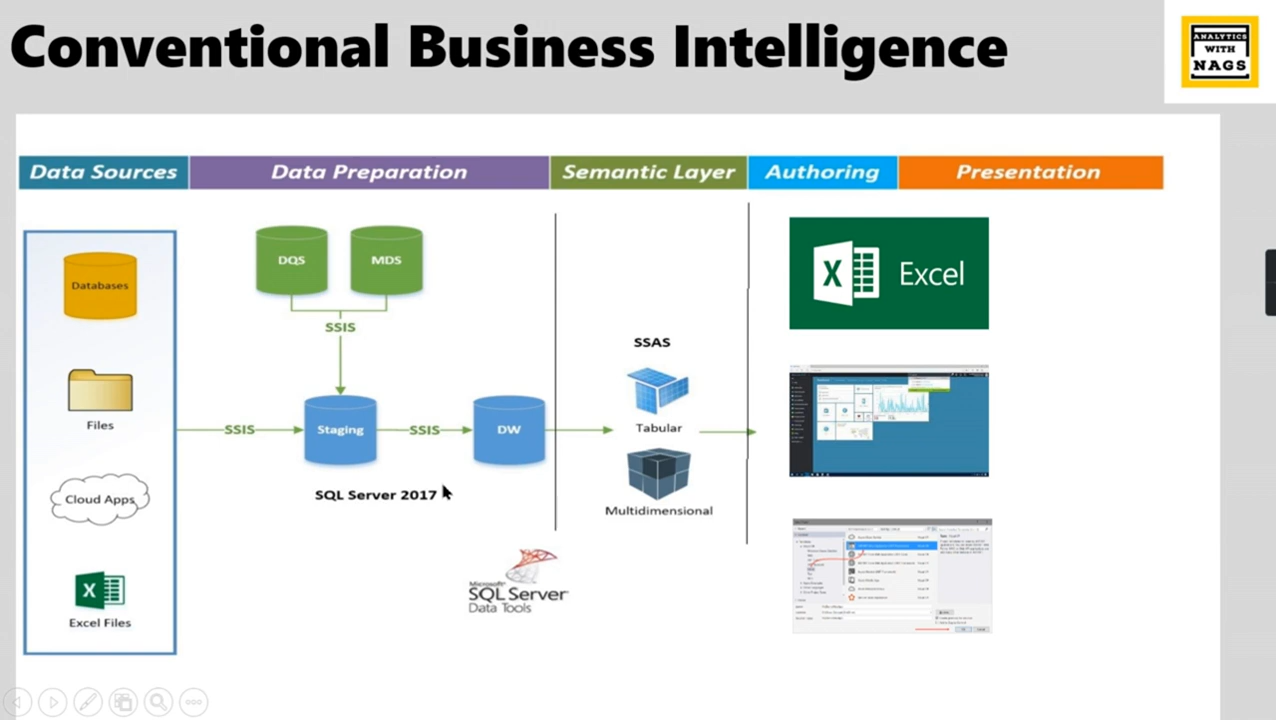 Conventional Business Intelligence
ANALYTICS
WITH
NAGS
Data Sources
Data Preparation
Semantic Layer
Authoring
Presentation
Databases
Files
Cloud Apps
Excel Files
DQS
MDS
SSIS
SSIS
Staging
SSIS
DW
SQL Server 2017
Microsoft
SQL Server
Data Tools
SSAS
Tabular
Multidimensional
X
Excel